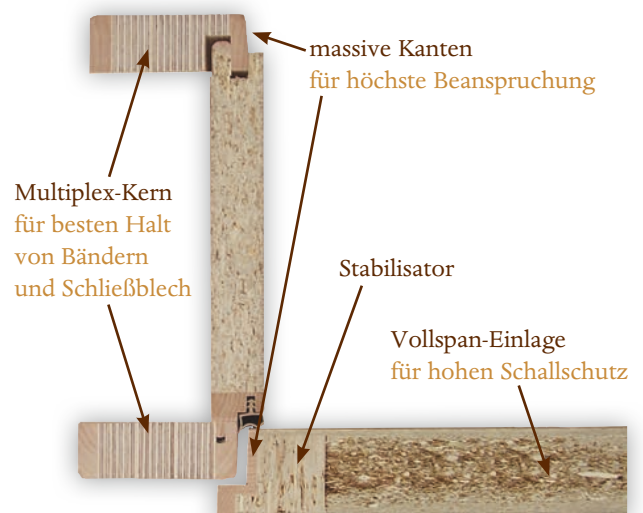 massive Kanten
für höchste Beanspruchung
Multiplex-Kern
für besten Halt
von Bändern
und Schließblech
Stabilisator
Vollspan-Einlage
für hohen Schallschutz